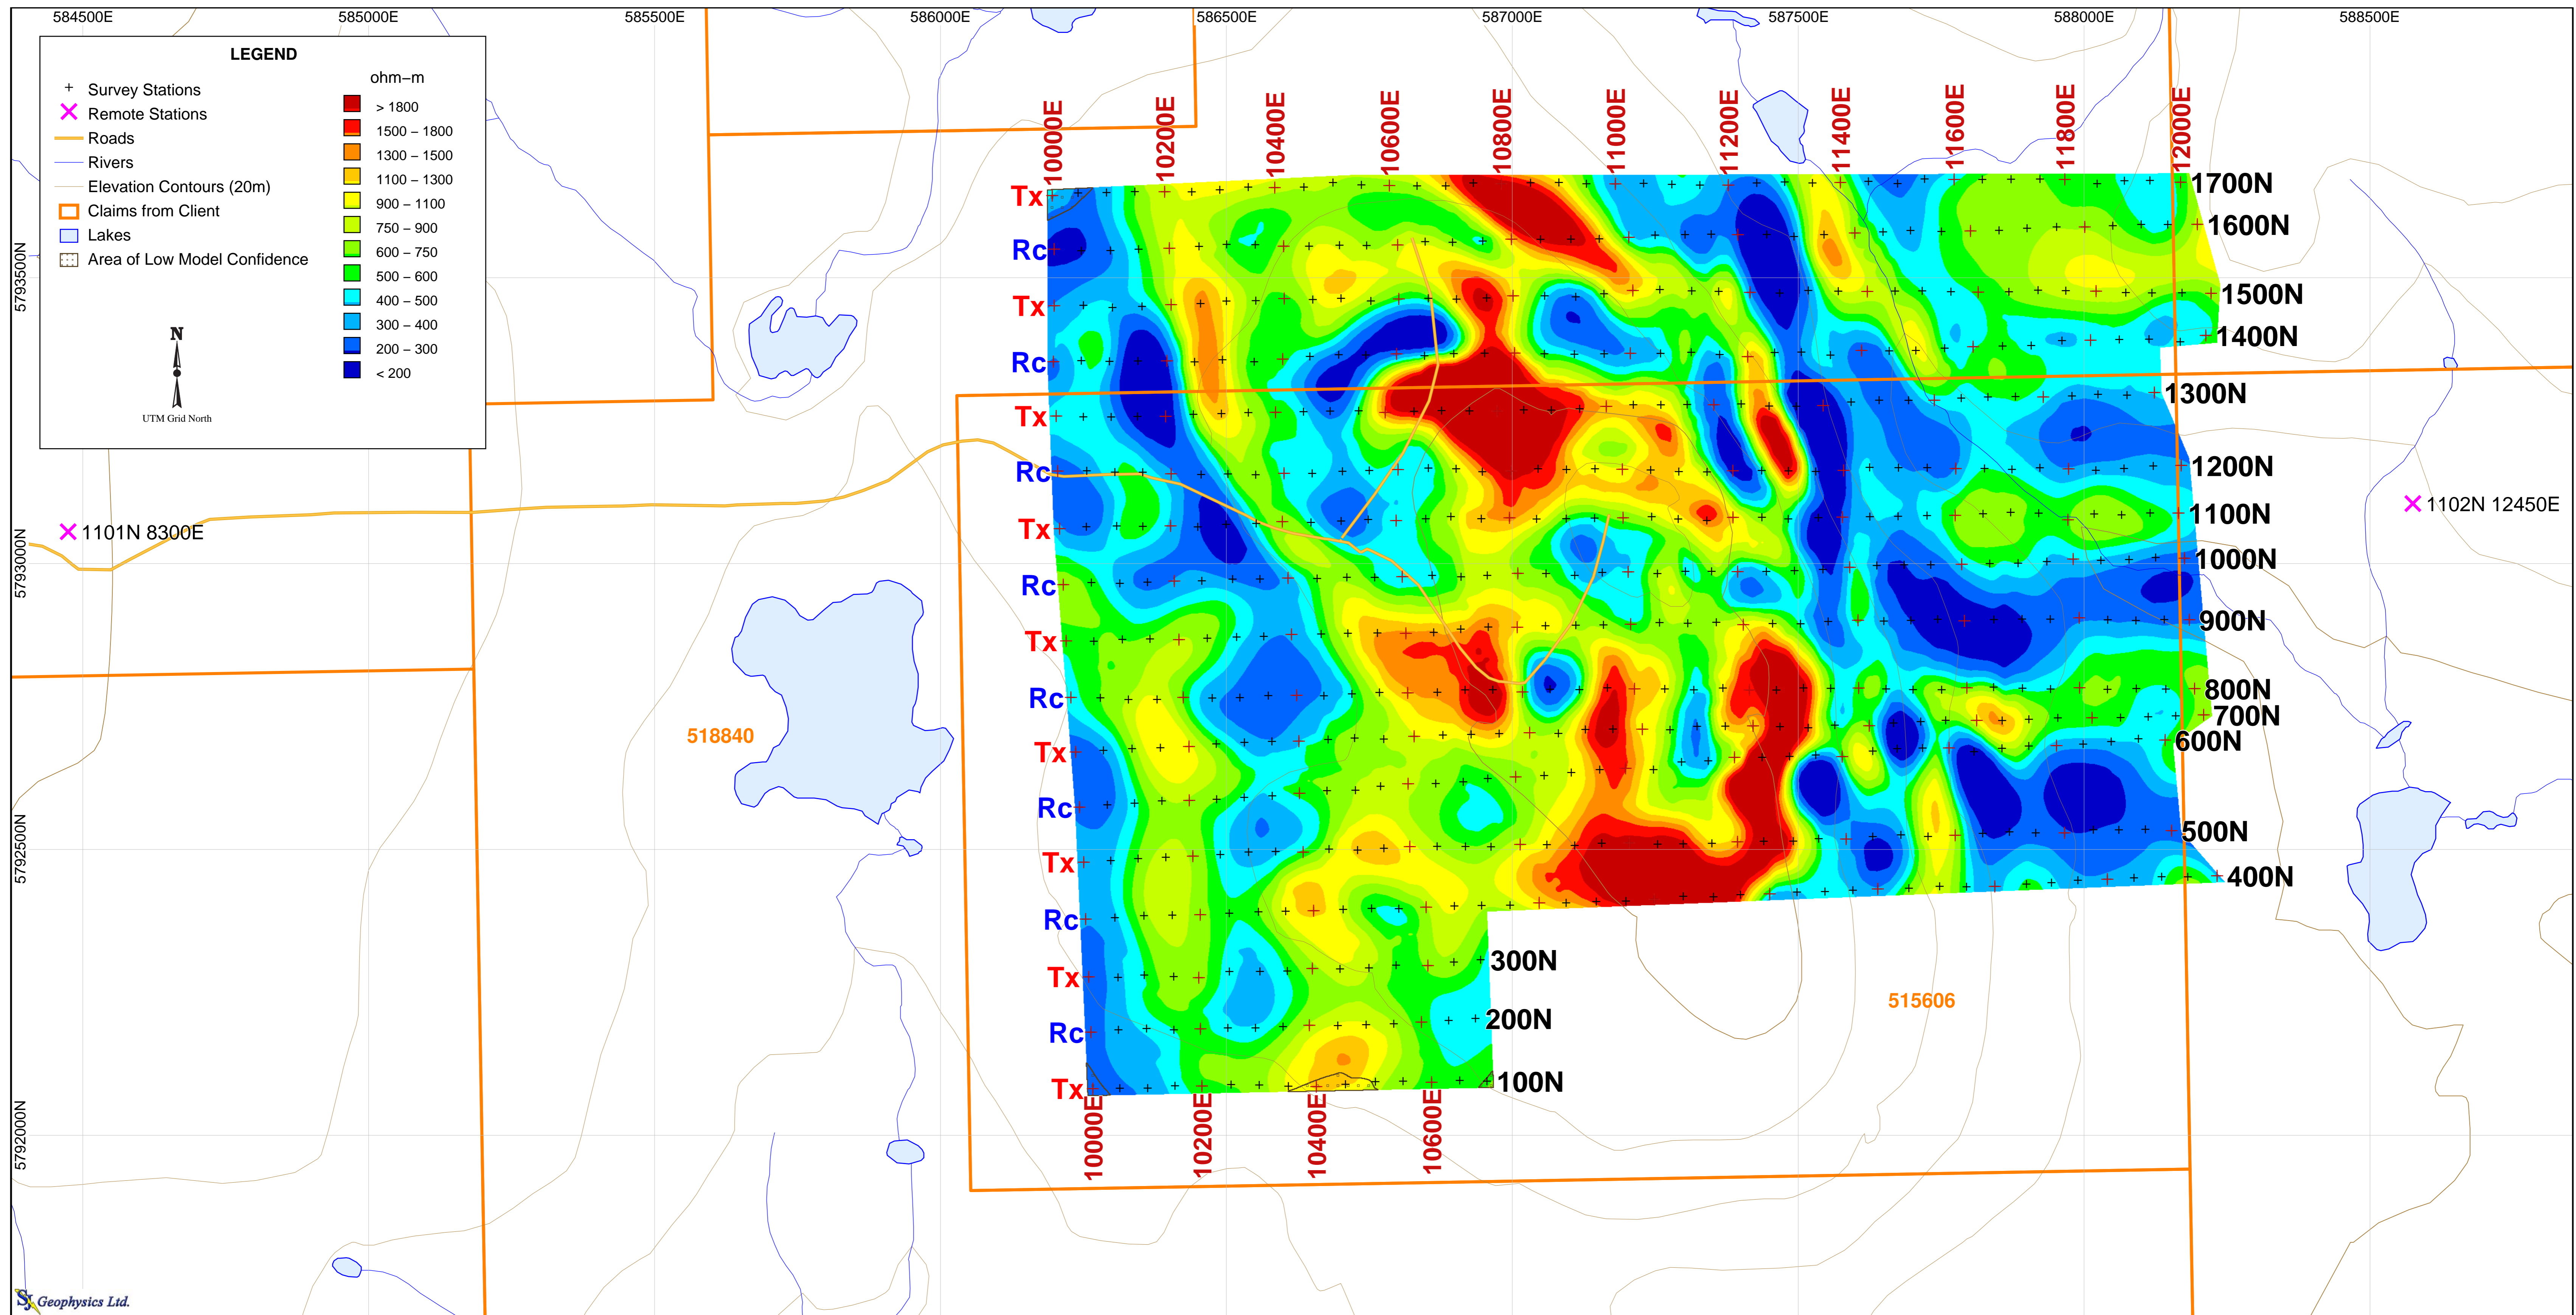 584500E 585000E 585500E 586000E 586500E 587000E 587500E 588000E 588500E
LEGEND
ohm-m
Survey Stations
Remote Stations
Roads
Rivers
Elevation Contours (20m)
Claims from Client
Lakes
Area of Low Model Confidence
> 1800
1500 - 1800
1300 - 1500
1100 - 1300
900 - 1100
750 - 900
600 - 750
500 - 600
400 - 500
300 - 400
200 - 300
< 200
N
UTM Grid North
10000E 10200E 10400E 10600E 10800E 11000E 11200E 11400E 11600E 11800E 12000E
Tx 1700N
Rc 1600N
5793500N
Tx 1500N
Rc 1400N
Tx 1300N
Rc 1200N
1101N 8300E
Tx 1100N
1102N 12450E
5793000N
Rc 1000N
Tx 900N
Rc 800N
700N
518840
Tx 600N
Rc 500N
5792500N
Tx 400N
Rc
Tx 300N
515606
Rc 200N
Tx 100N
5792000N
10000E 10200E 10400E 10600E
SJ Geophysics Ltd.